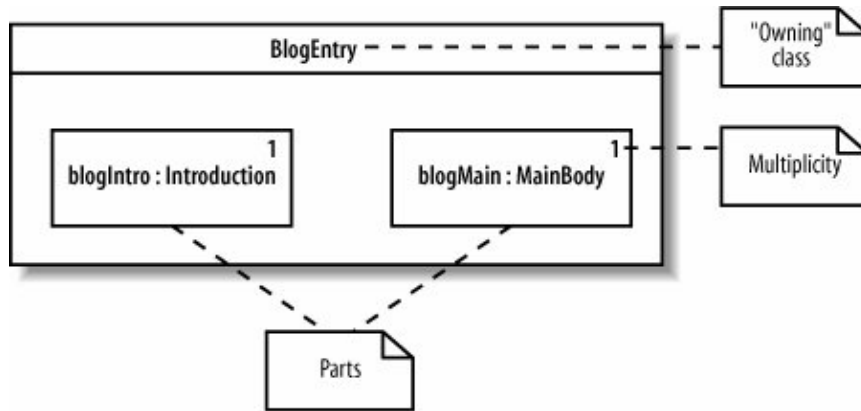 BlogEntry
"Owning"
class
1
blogIntro : Introduction
1
blogMain : MainBody
Multiplicity
Parts